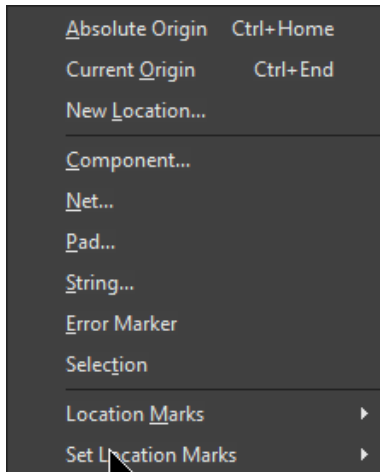 Absolute Origin Ctrl+Home
Current Origin Ctrl+End
New Location...
Component...
Net...
Pad...
String...
Error Marker
Selection
Location Marks
Set Location Marks